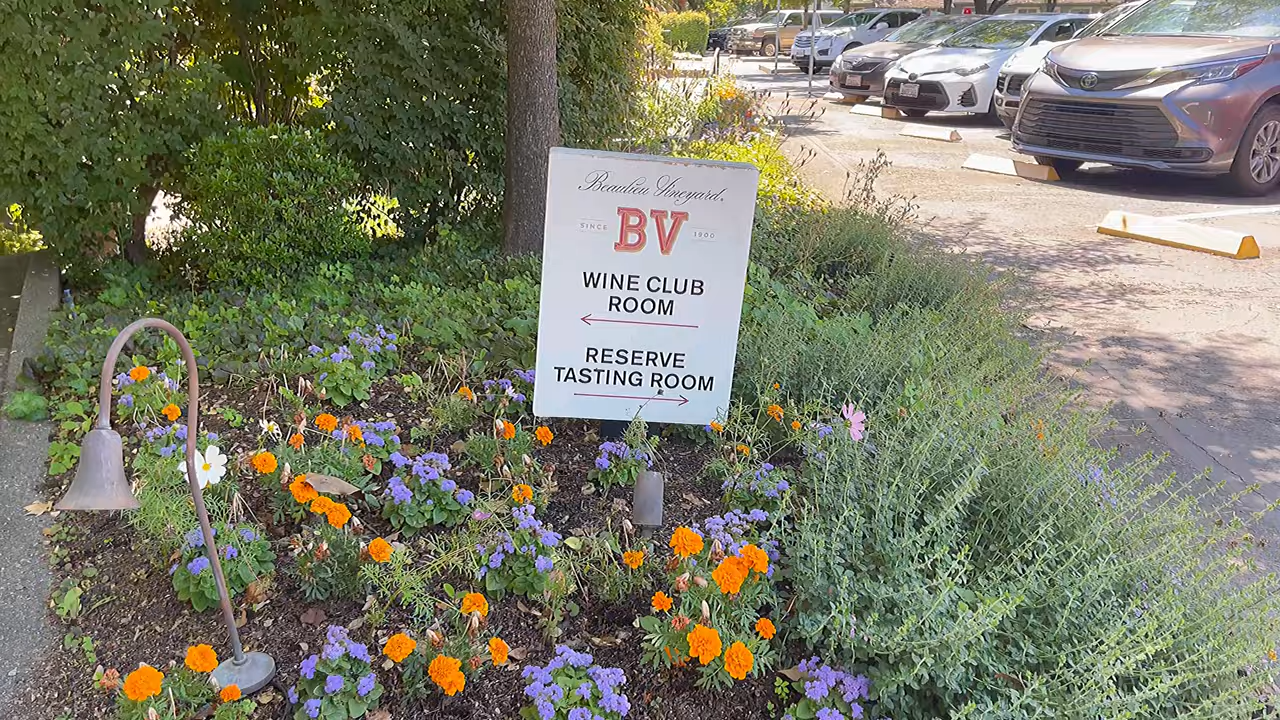 Beaulieu Vineyard
SINCE BV 1900
WINE CLUB
ROOM
RESERVE
TASTING ROOM